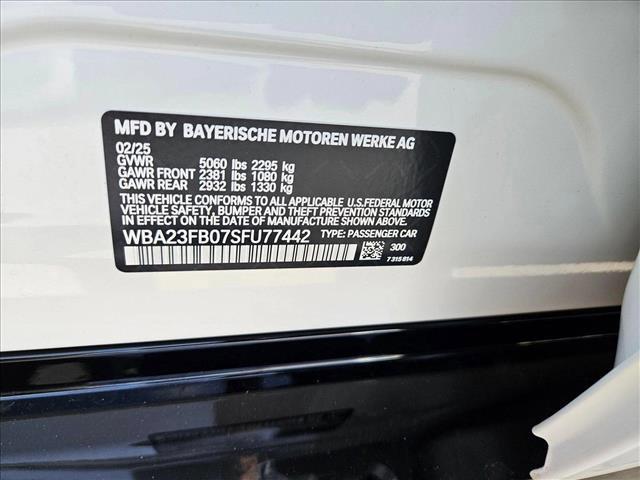 MFD BY BAYERISCHE MOTOREN WERKE AG
02/25
GVWR 5060 lbs 2295 kg
GAWR FRONT 2381 lbs 1080 kg
GAWR REAR 2932 lbs 1330 kg
THIS VEHICLE CONFORMS TO ALL APPLICABLE U.S.FEDERAL MOTOR
VEHICLE SAFETY, BUMPER, AND THEFT PREVENTION
STANDARDS IN EFFECT ON THE DATE OF MANUFACTURE SHOWN ABOVE.
WBA23FB07SFU77442 TYPE: PASSENGER CAR
300
7 315 814